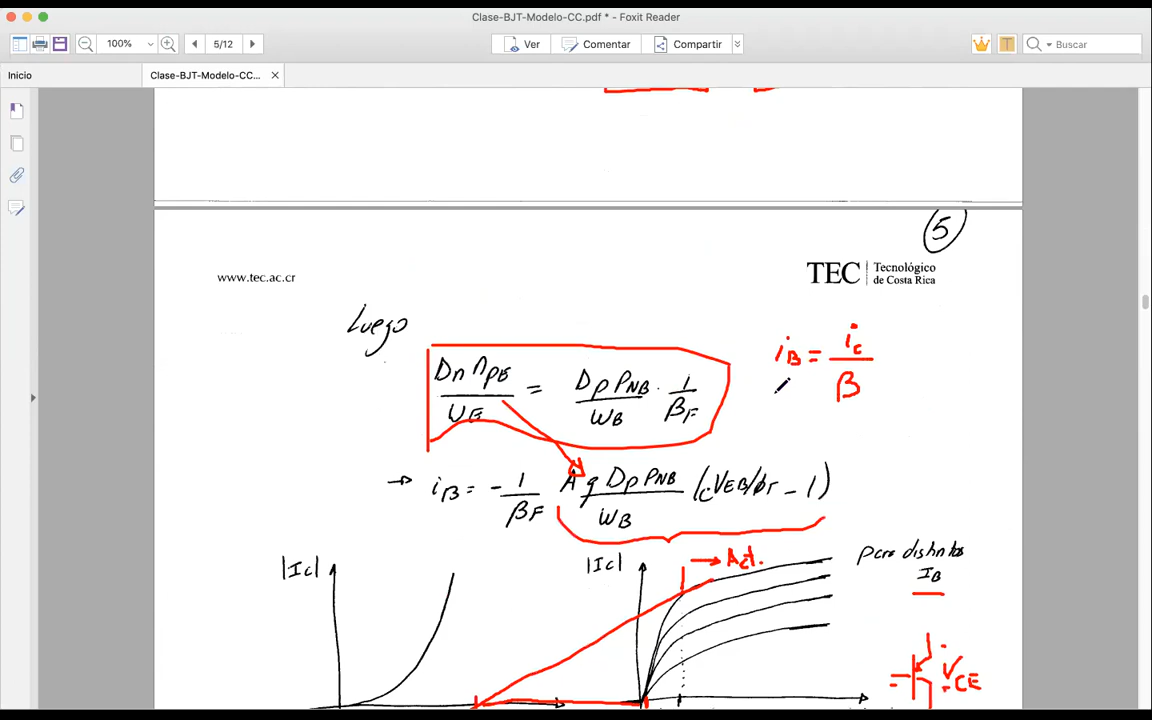 Clase-BJT-Modelo-CC.pdf * - Foxit Reader
100% 5/12 Ver Comentar Compartir Buscar
Inicio Clase-BJT-Modelo-CC...
5
www.tec.ac.cr
TEC Tecnológico de Costa Rica
Luego
Dn npE / WE = Dp PNB / WB · 1 / βF
iB = ic / β
→ iB = - 1 / βF A q Dp PNB / WB (e VEB/ϕT - 1)
|Ic|
|Ic| → Act.
para distintos
IB
VCE